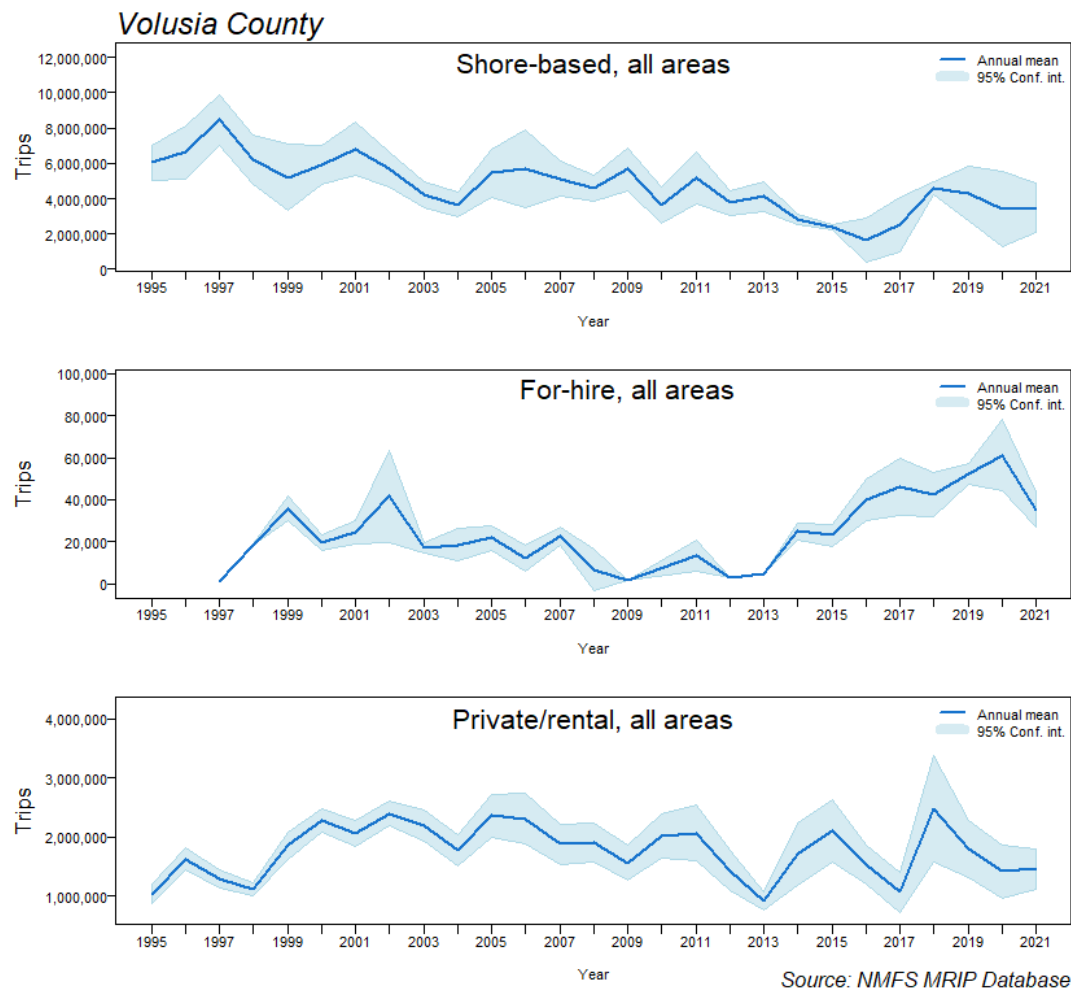 Volusia County
Shore-based, all areas
Annual mean
95% Conf. int.
Trips
12,000,000
10,000,000
8,000,000
6,000,000
4,000,000
2,000,000
0
1995 1997 1999 2001 2003 2005 2007 2009 2011 2013 2015 2017 2019 2021
Year
For-hire, all areas
Annual mean
95% Conf. int.
Trips
100,000
80,000
60,000
40,000
20,000
0
1995 1997 1999 2001 2003 2005 2007 2009 2011 2013 2015 2017 2019 2021
Year
Private/rental, all areas
Annual mean
95% Conf. int.
Trips
4,000,000
3,000,000
2,000,000
1,000,000
1995 1997 1999 2001 2003 2005 2007 2009 2011 2013 2015 2017 2019 2021
Year
Source: NMFS MRIP Database